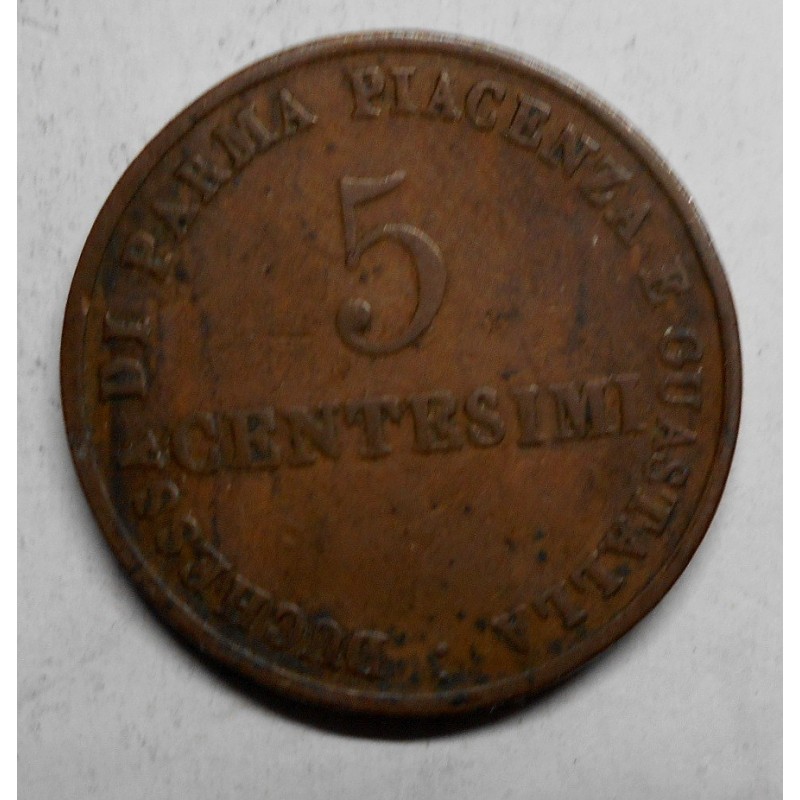 DUCHESSA DI PARMA PIACENZA E GUASTALLA
5
CENTESIMI